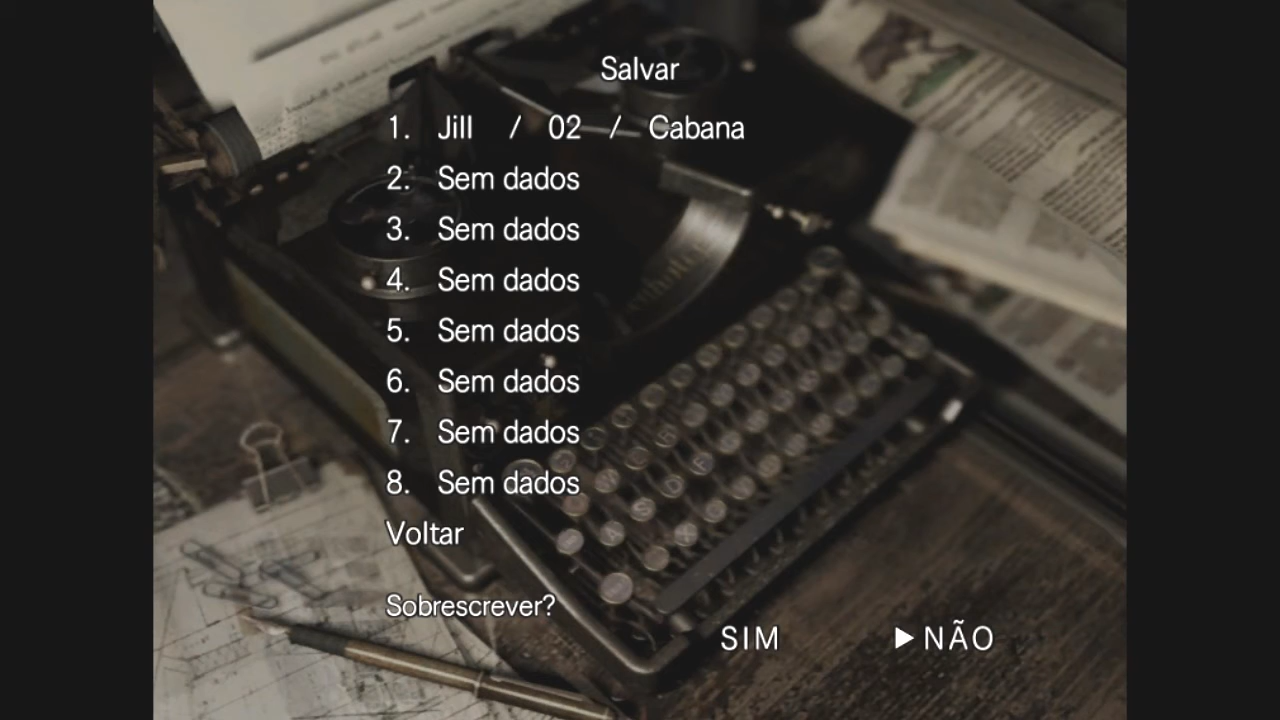 Salvar
1. Jill / 02 / Cabana
2. Sem dados
3. Sem dados
4. Sem dados
5. Sem dados
6. Sem dados
7. Sem dados
8. Sem dados
Voltar
Sobrescrever?
SIM ▶NÃO